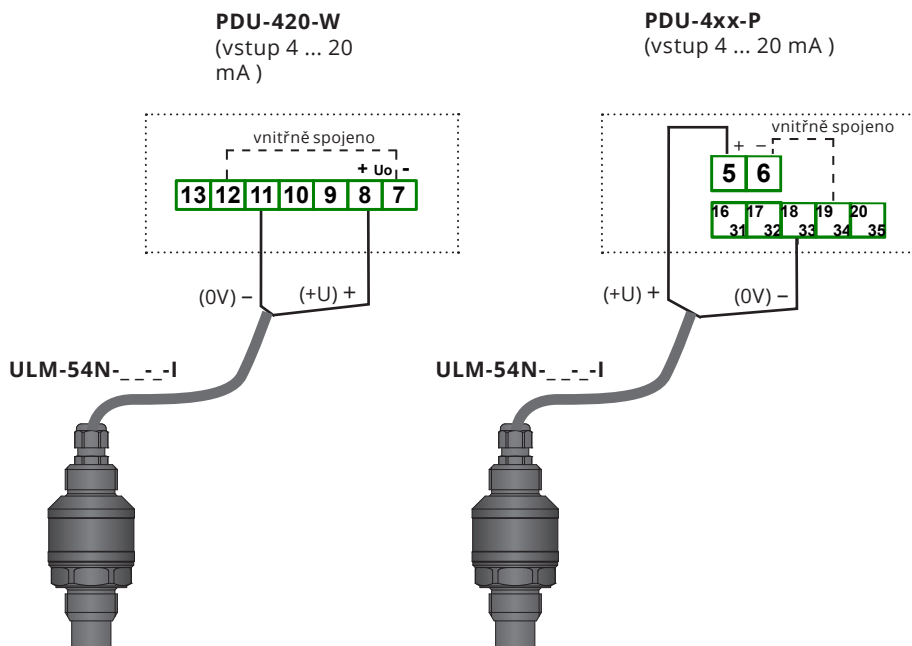 PDU-420-W
(vstup 4 ... 20
mA )
vnitřně spojeno
+ Uo -
13 12 11 10 9 8 7
(0V) –
(+U) +
ULM-54N-_ _-_-I
PDU-4xx-P
(vstup 4 ... 20 mA )
vnitřně spojeno
+ –
5 6
16 17 18 19 20
31 32 33 34 35
(+U) +
(0V) –
ULM-54N-_ _-_-I